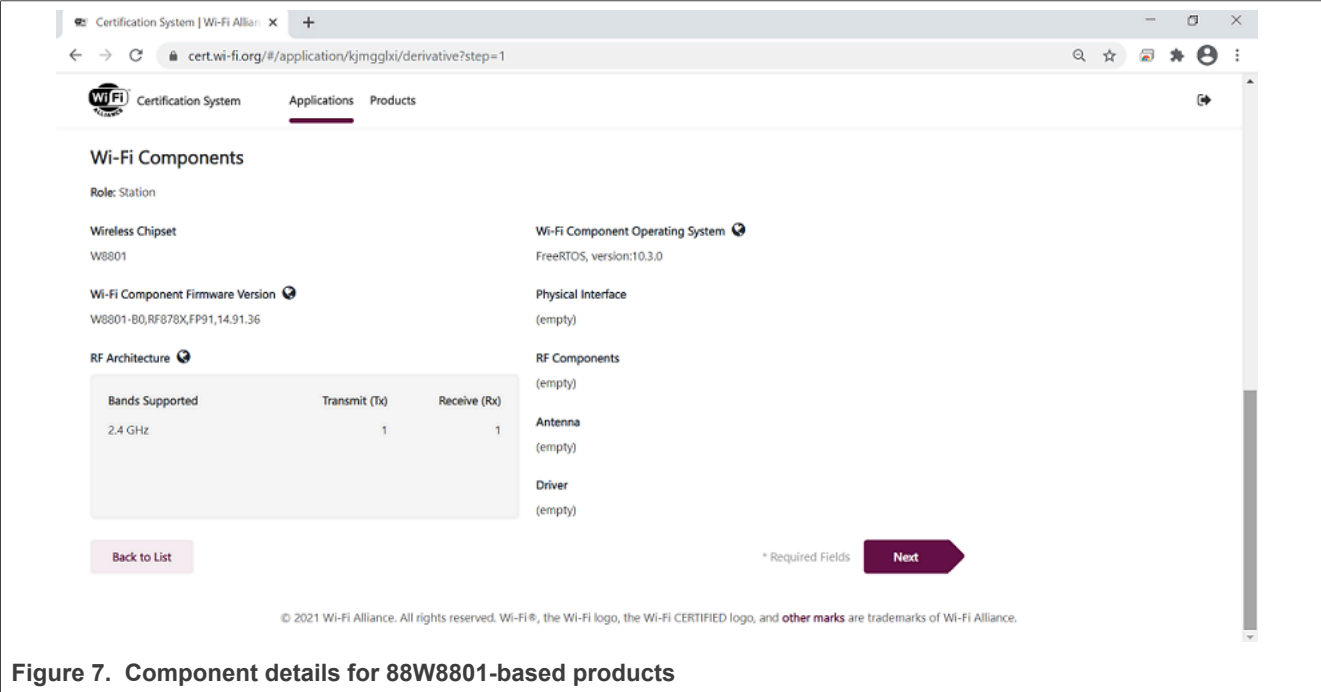 Certification System | Wi-Fi Allian
cert.wi-fi.org/#/application/kjmgglxi/derivative?step=1
Wi Fi ALLIANCE Certification System Applications Products
Wi-Fi Components
Role: Station
Wireless Chipset
W8801
Wi-Fi Component Firmware Version
W8801-B0,RF878X,FP91,14.91.36
RF Architecture
Bands Supported Transmit (Tx) Receive (Rx)
2.4 GHz 1 1
Wi-Fi Component Operating System
FreeRTOS, version:10.3.0
Physical Interface
(empty)
RF Components
(empty)
Antenna
(empty)
Driver
(empty)
Back to List * Required Fields Next
© 2021 Wi-Fi Alliance. All rights reserved. Wi-Fi®, the Wi-Fi logo, the Wi-Fi CERTIFIED logo, and other marks are trademarks of Wi-Fi Alliance.
Figure 7. Component details for 88W8801-based products